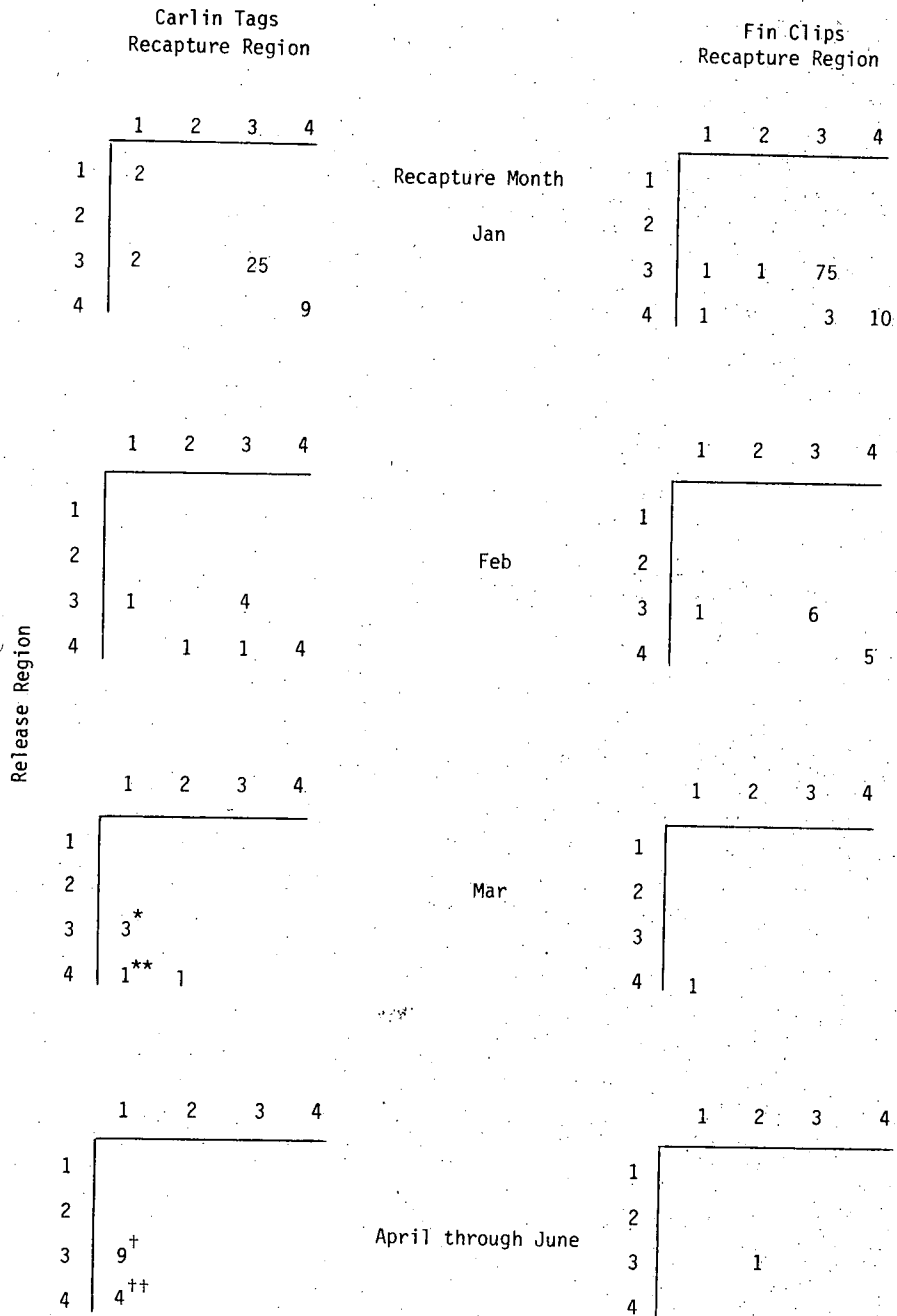 Carlin Tags
Recapture Region
Fin Clips
Recapture Region
1 2 3 4
1 2
2
3 2 25
4 9
Recapture Month
Jan
1 2 3 4
1
2
3 1 1 75
4 1 3 10
Release Region
1 2 3 4
1
2
3 1 4
4 1 1 4
Feb
1 2 3 4
1
2
3 1 6
4 5
1 2 3 4
1
2
3 3*
4 1** 1
Mar
1 2 3 4
1
2
3
4 1
1 2 3 4
1
2
3 9†
4 4††
April through June
1 2 3 4
1
2
3 1
4